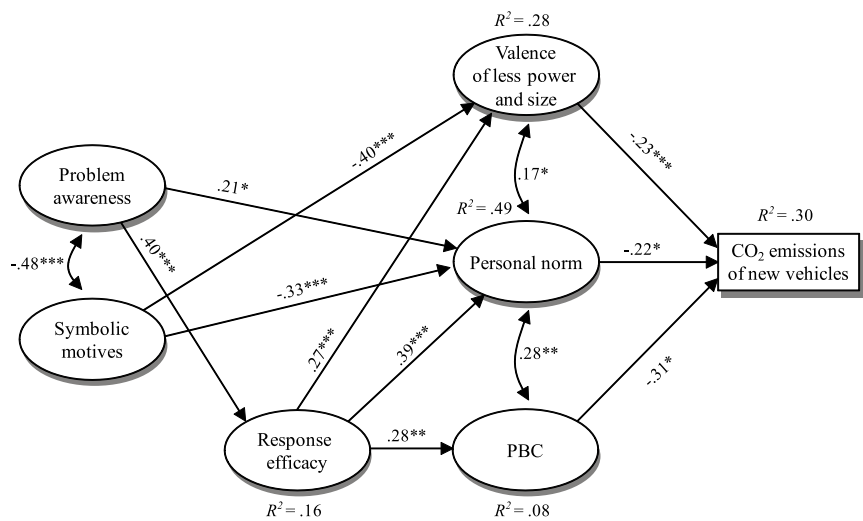 R² = .28
Valence
of less power
and size
-.40***
-.23***
Problem
awareness
.21*
.17*
R² = .49
R² = .30
.40***
-.48***
Personal norm
-.22*
CO₂ emissions
of new vehicles
Symbolic
motives
-.33***
.27***
.39***
.28**
-.31*
Response
efficacy
.28**
PBC
R² = .16
R² = .08